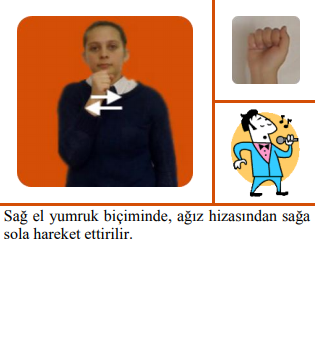 Sağ el yumruk biçiminde, ağız hizasından sağa
sola hareket ettirilir.